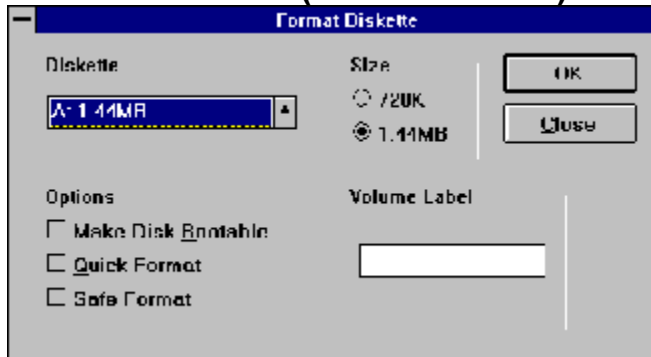 Format Diskette
Diskette
A: 1.44MB
Size
720K
1.44MB
OK
Close
Options
Make Disk Bootable
Quick Format
Safe Format
Volume Label